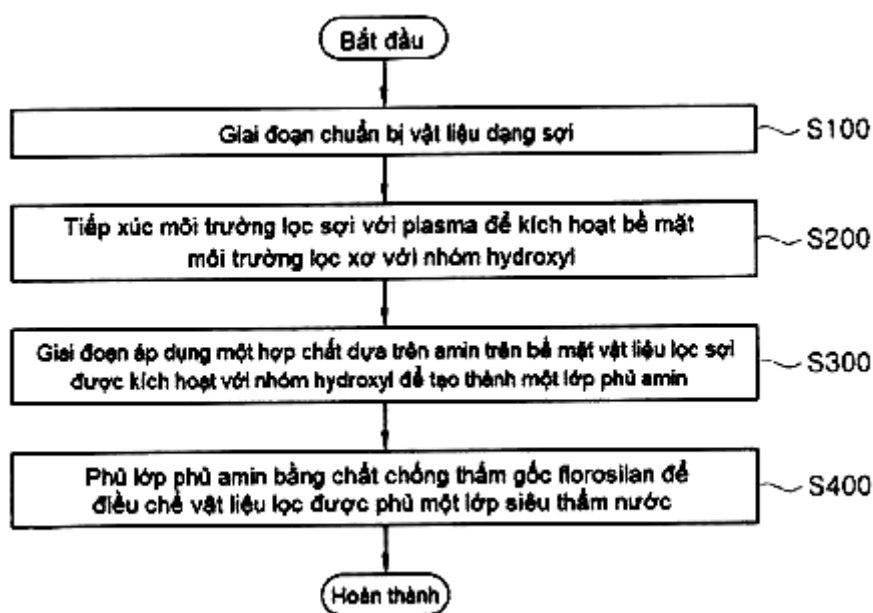 Bắt đầu
Giai đoạn chuẩn bị vật liệu dạng sợi
S100
Tiếp xúc môi trường lọc sợi với plasma để kích hoạt bề mặt
môi trường lọc xơ với nhóm hydroxyl
S200
Giai đoạn áp dụng một hợp chất dựa trên amin trên bề mặt vật liệu lọc sợi
được kích hoạt với nhóm hydroxyl để tạo thành một lớp phủ amin
S300
Phủ lớp phủ amin bằng chất chống thấm gốc florosilan để
điều chế vật liệu lọc được phủ một lớp siêu thấm nước
S400
Hoàn thành